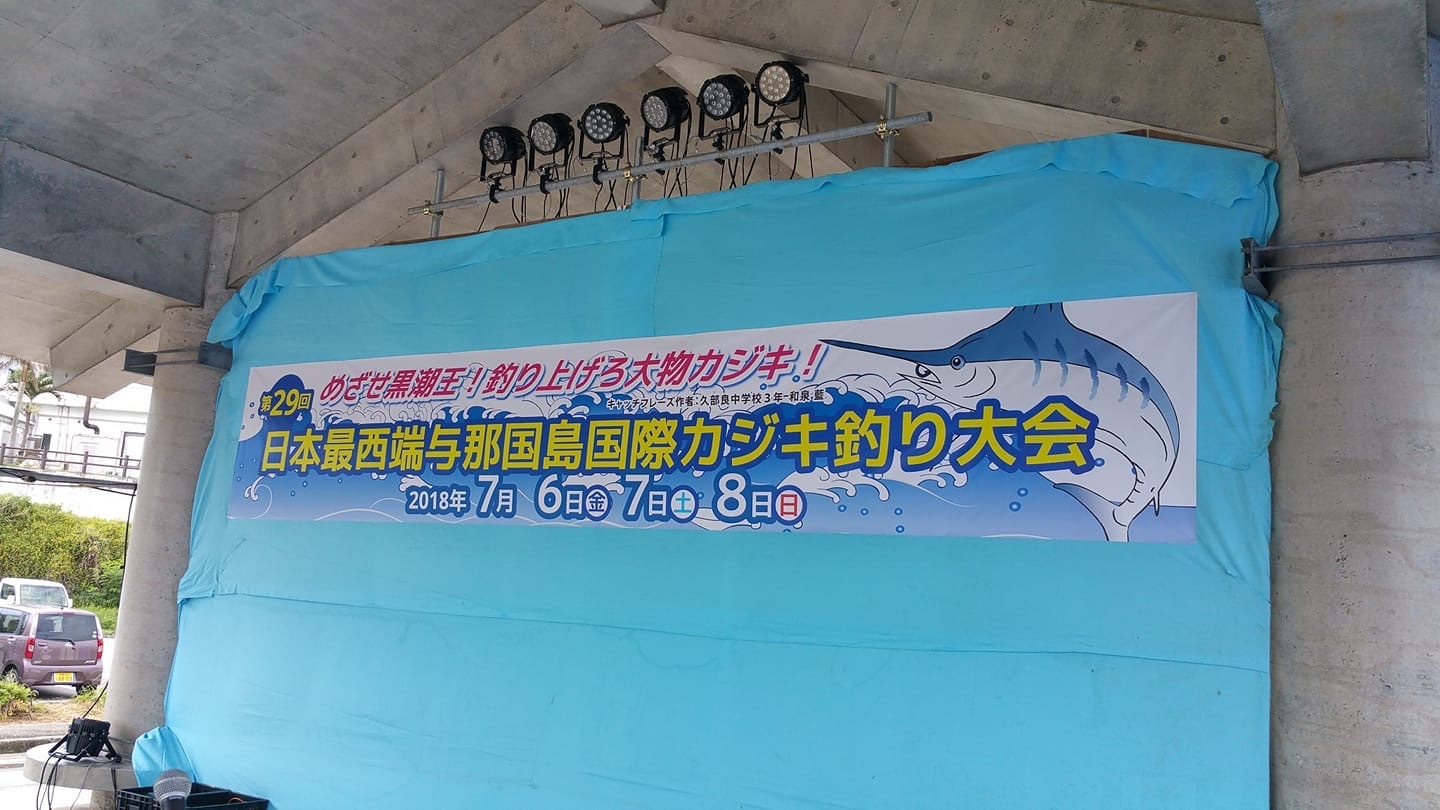 めざせ黒潮王！釣り上げろ大物カジキ！
キャッチフレーズ作者：久部良中学校３年-和泉 藍
第29回
日本最西端与那国島国際カジキ釣り大会
2018年 7月 6日金 7日土 8日日